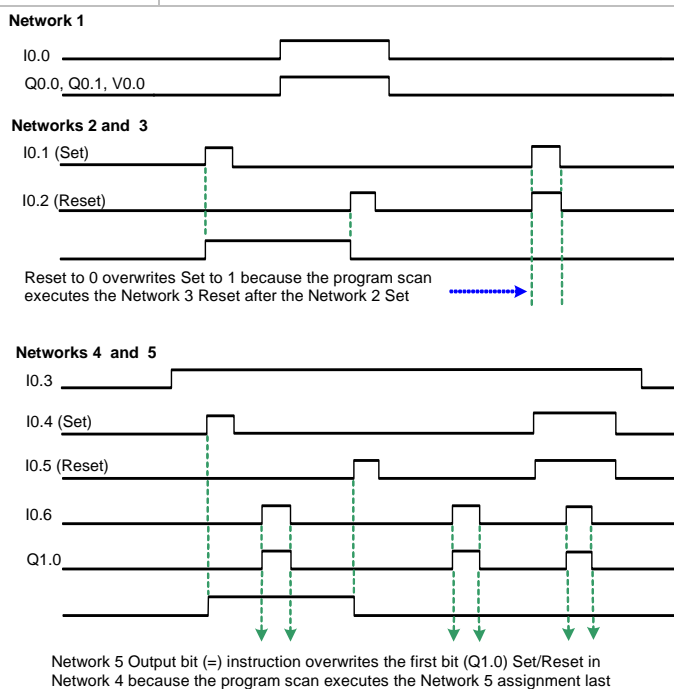 Network 1
I0.0
Q0.0, Q0.1, V0.0
Networks 2 and 3
I0.1 (Set)
I0.2 (Reset)
Reset to 0 overwrites Set to 1 because the program scan
executes the Network 3 Reset after the Network 2 Set
Networks 4 and 5
I0.3
I0.4 (Set)
I0.5 (Reset)
I0.6
Q1.0
Network 5 Output bit (=) instruction overwrites the first bit (Q1.0) Set/Reset in
Network 4 because the program scan executes the Network 5 assignment last